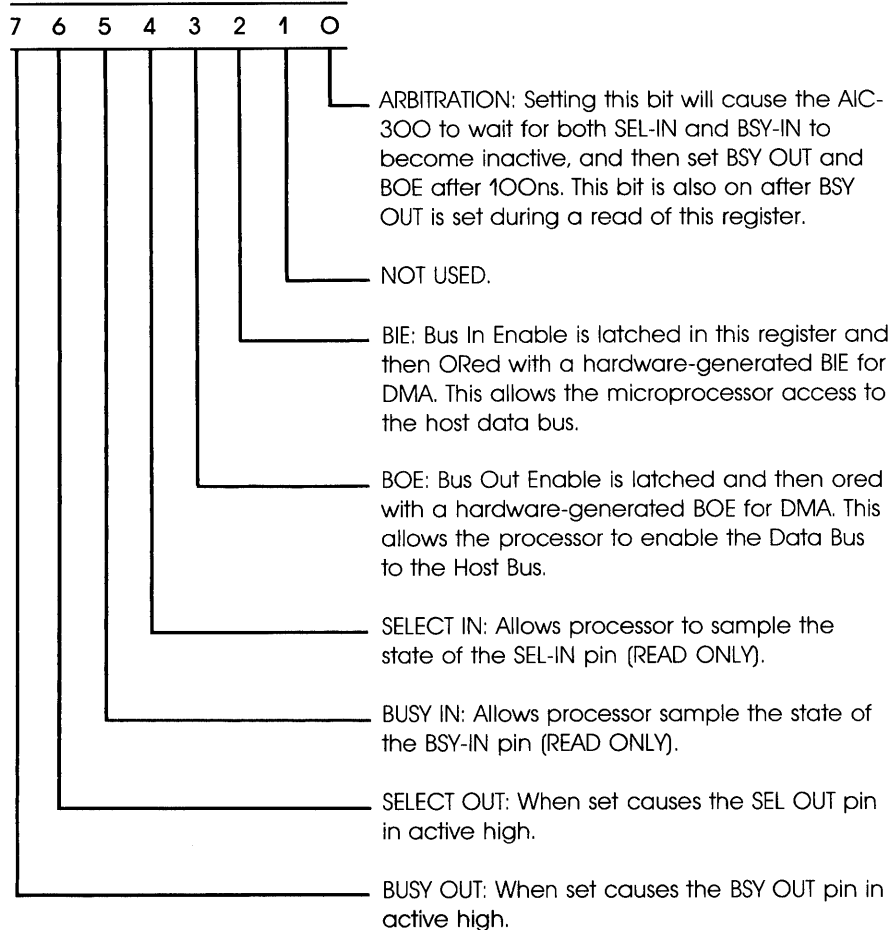 7 6 5 4 3 2 1 0
ARBITRATION: Setting this bit will cause the AIC-
300 to wait for both SEL-IN and BSY-IN to
become inactive, and then set BSY OUT and
BOE after 100ns. This bit is also on after BSY
OUT is set during a read of this register.
NOT USED.
BIE: Bus In Enable is latched in this register and
then ORed with a hardware-generated BIE for
DMA. This allows the microprocessor access to
the host data bus.
BOE: Bus Out Enable is latched and then ored
with a hardware-generated BOE for DMA. This
allows the processor to enable the Data Bus
to the Host Bus.
SELECT IN: Allows processor to sample the
state of the SEL-IN pin (READ ONLY).
BUSY IN: Allows processor sample the state of
the BSY-IN pin (READ ONLY).
SELECT OUT: When set causes the SEL OUT pin
in active high.
BUSY OUT: When set causes the BSY OUT pin in
active high.